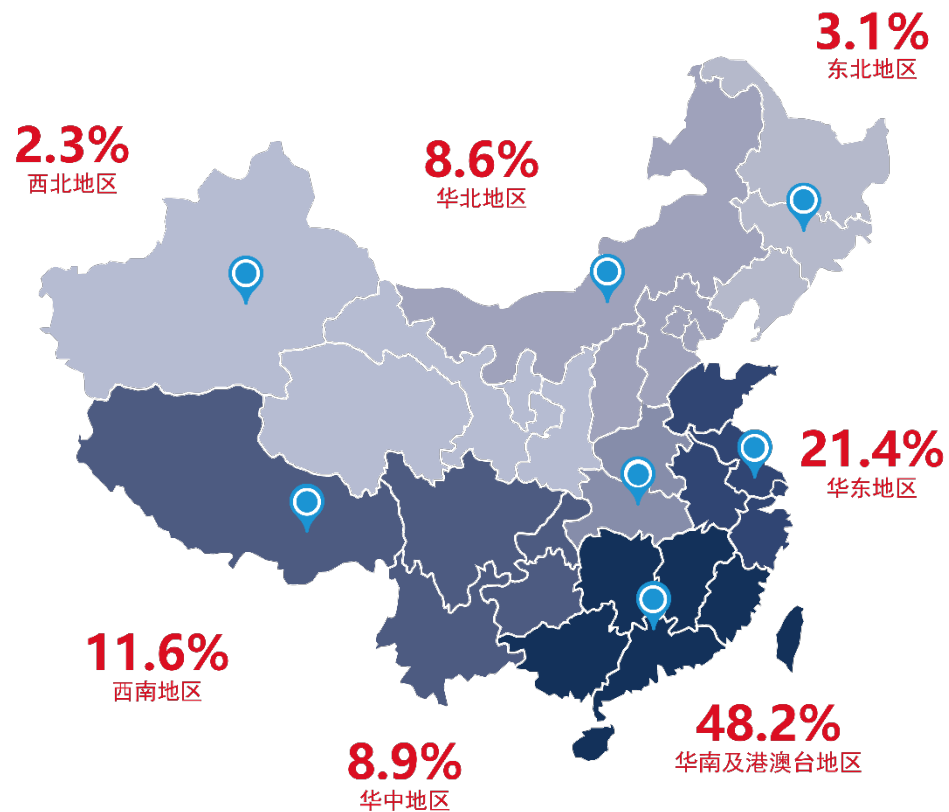 3.1%
东北地区
2.3%
西北地区
8.6%
华北地区
21.4%
华东地区
11.6%
西南地区
48.2%
华南及港澳台地区
8.9%
华中地区